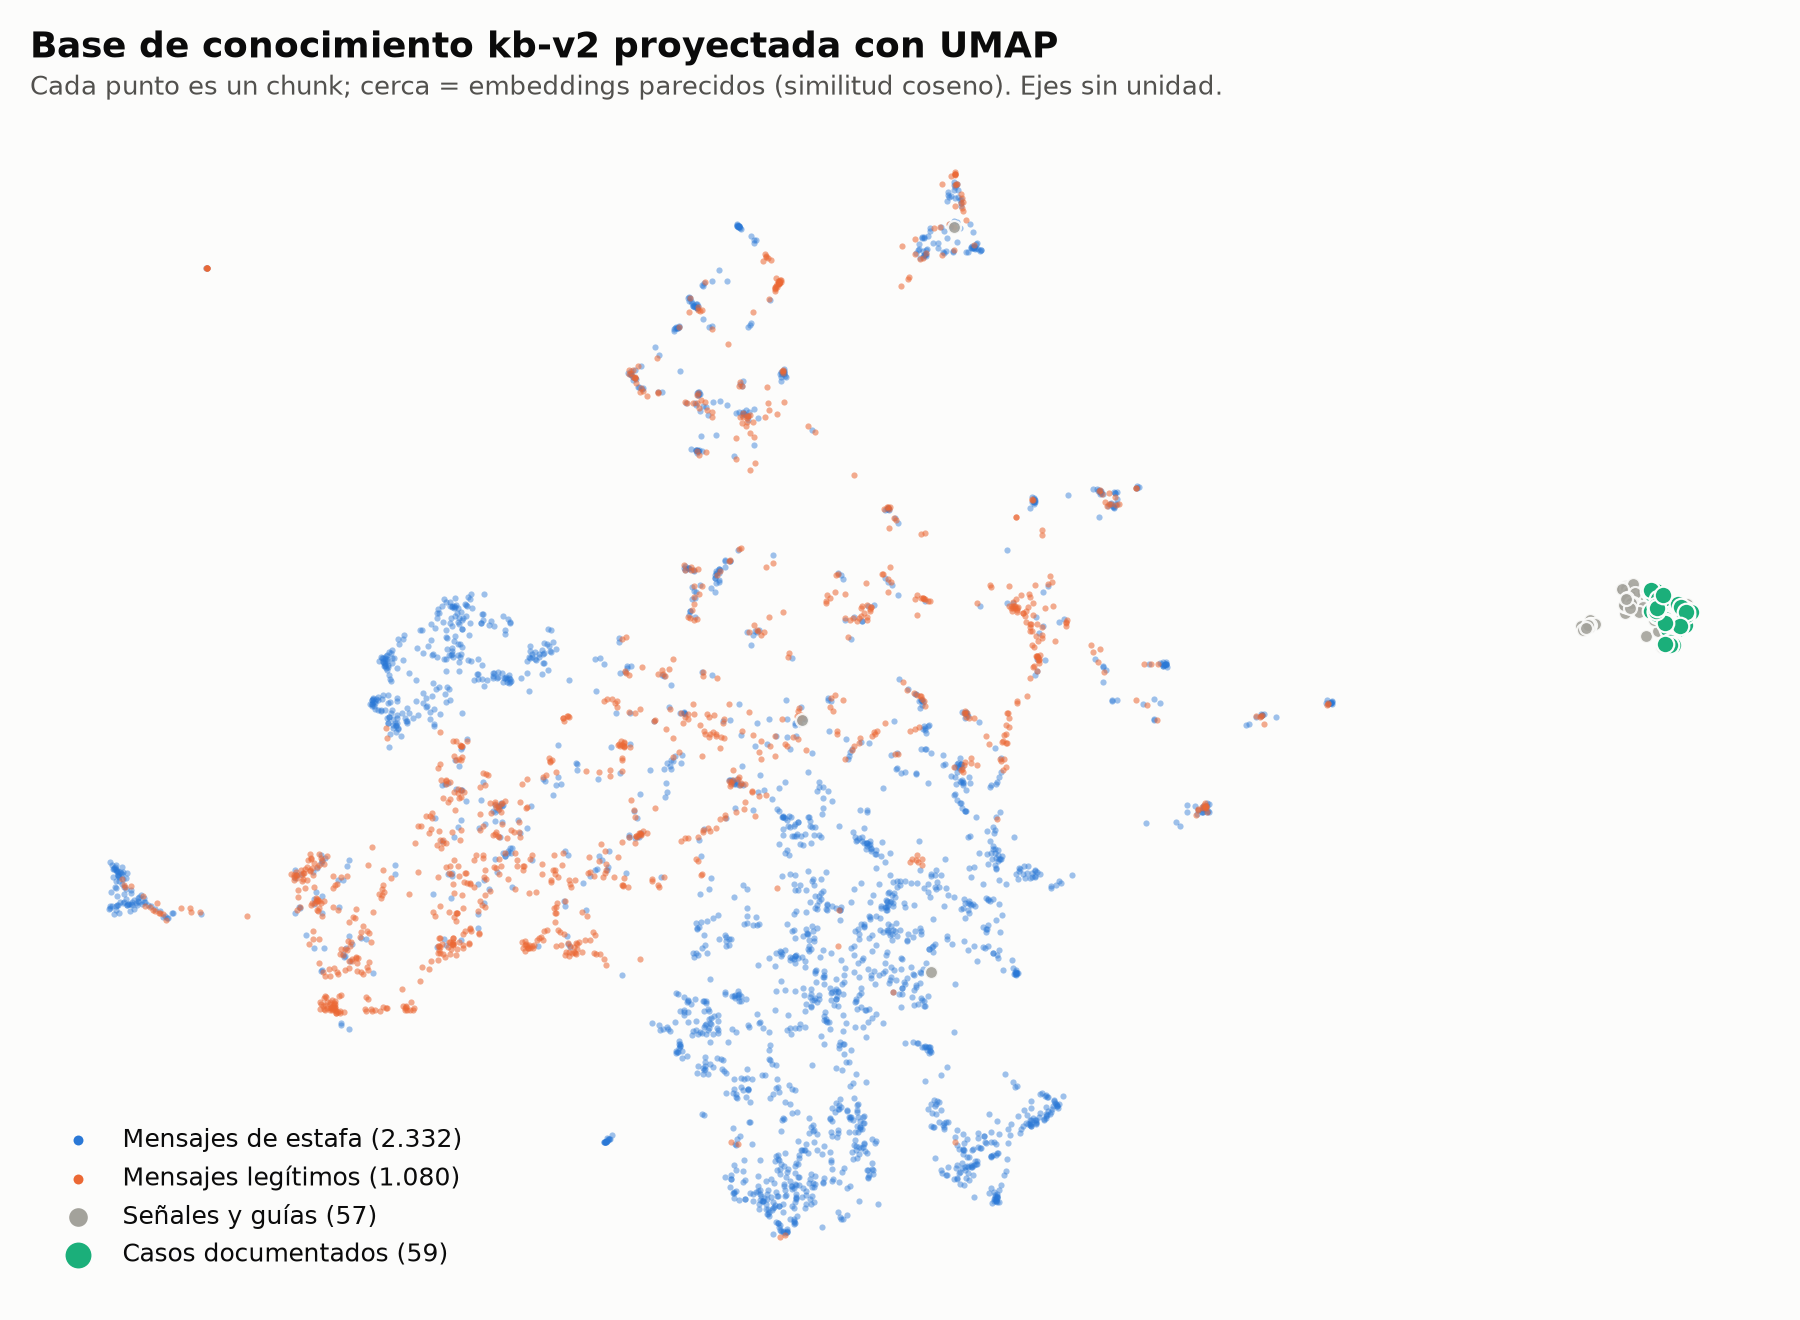 Base de conocimiento kb-v2 proyectada con UMAP
Cada punto es un chunk; cerca = embeddings parecidos (similitud coseno). Ejes sin unidad.
Mensajes de estafa (2.332)
Mensajes legítimos (1.080)
Señales y guías (57)
Casos documentados (59)